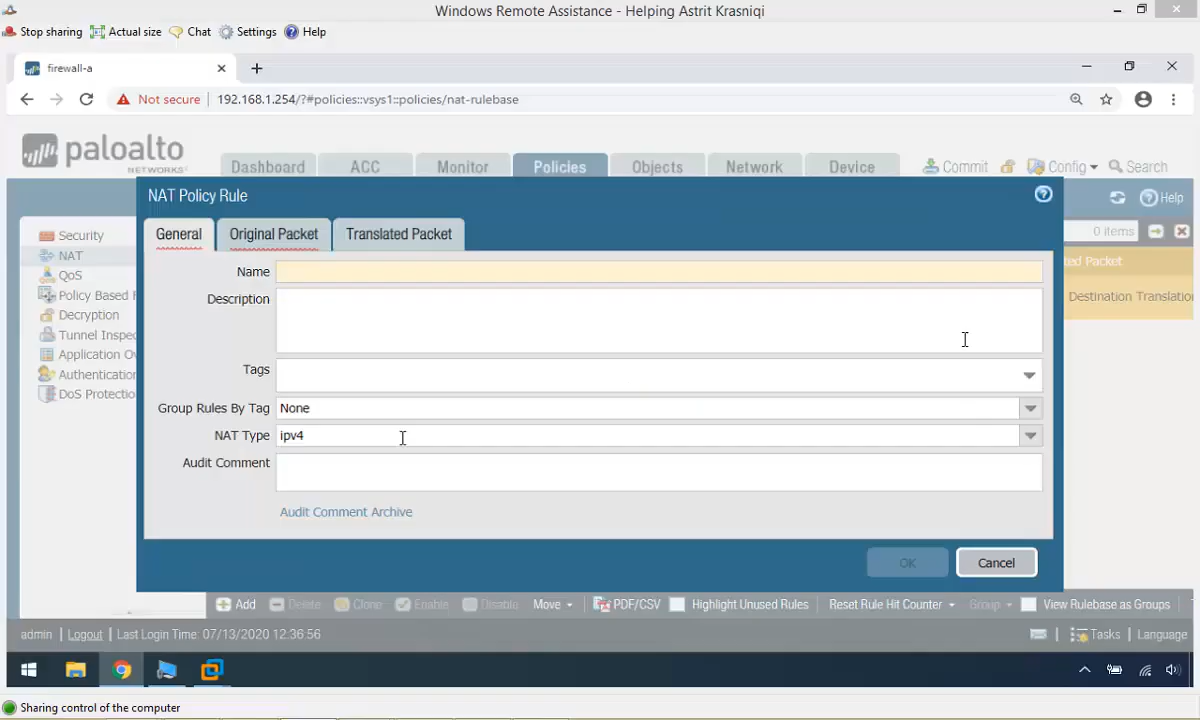 Windows Remote Assistance - Helping Astrit Krasniqi
Stop sharing Actual size Chat Settings Help
firewall-a
Not secure 192.168.1.254/?#policies::vsys1::policies/nat-rulebase
paloalto
NETWORKS
Dashboard ACC Monitor Policies Objects Network Device Commit Config Search
NAT Policy Rule
Help
General Original Packet Translated Packet
Security
0 items
NAT
ed Packet
QoS
Policy Based
Destination Translatio
Decryption
Tunnel Inspec
Application Ov
Authentication
DoS Protectio
Name
Description
Tags
Group Rules By Tag None
NAT Type ipv4
Audit Comment
Audit Comment Archive
OK Cancel
Add Delete Clone Enable Disable Move PDF/CSV Highlight Unused Rules Reset Rule Hit Counter Group View Rulebase as Groups
admin | Logout | Last Login Time: 07/13/2020 12:36:56 | Tasks | Language
Sharing control of the computer